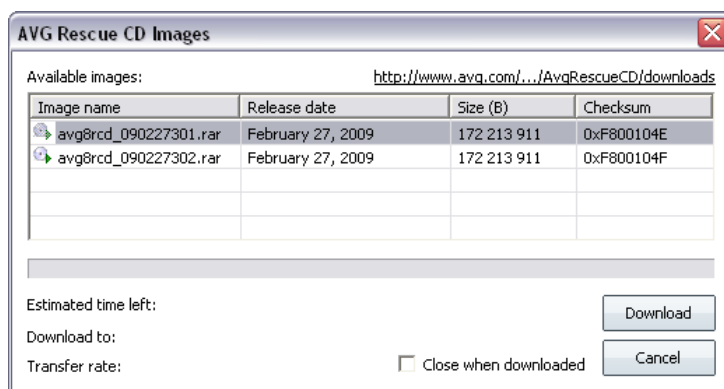 AVG Rescue CD Images
Available images: http://www.avg.com/.../AvgRescueCD/downloads
Image name Release date Size (B) Checksum
avg8rcd_090227301.rar February 27, 2009 172 213 911 0xF800104E
avg8rcd_090227302.rar February 27, 2009 172 213 911 0xF800104F
Estimated time left:
Download
Download to:
Transfer rate: Close when downloaded Cancel